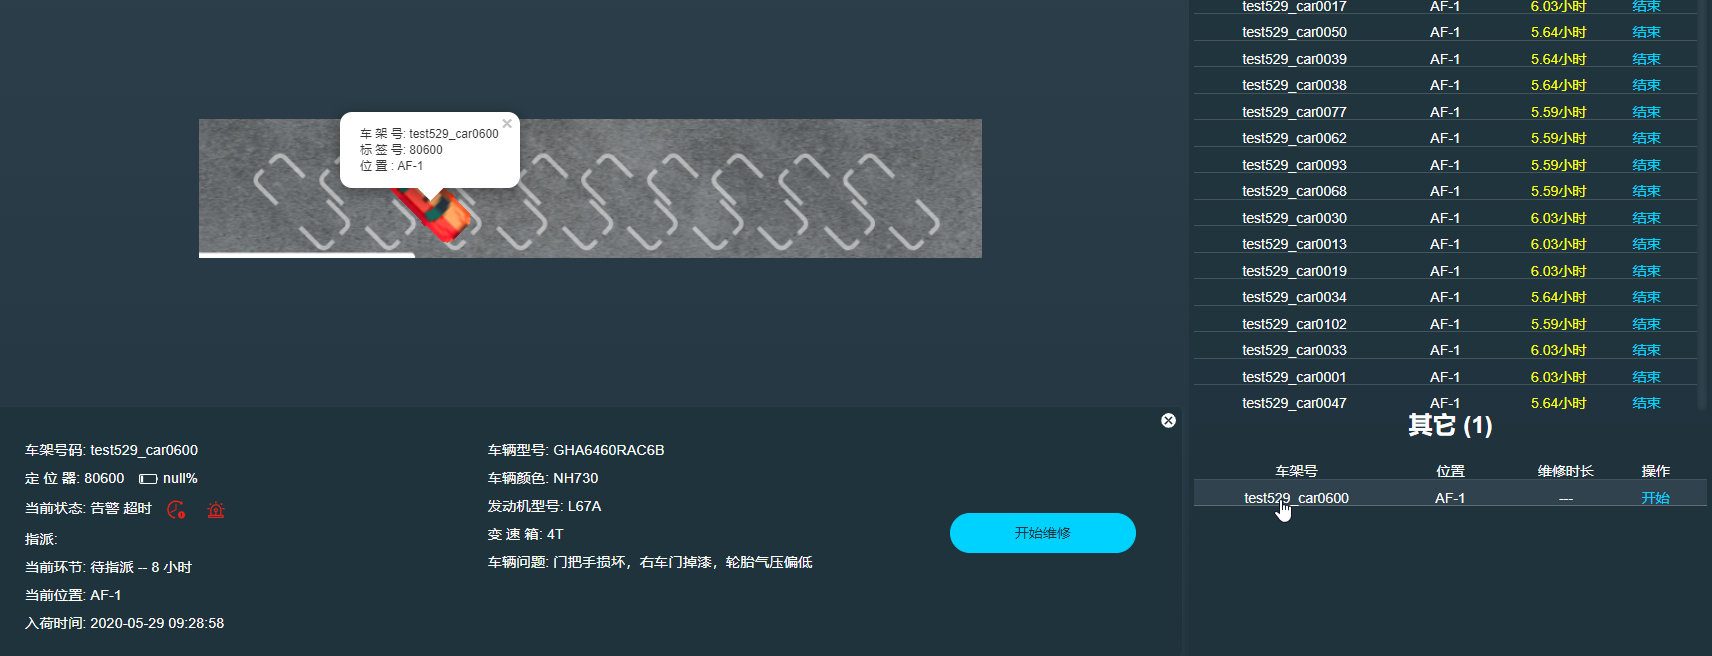 车 架 号: test529_car0600
标 签 号: 80600
位 置 : AF-1
车架号码: test529_car0600
定 位 器: 80600 null%
当前状态: 告警 超时
指派:
当前环节: 待指派 -- 8 小时
当前位置: AF-1
入荷时间: 2020-05-29 09:28:58
车辆型号: GHA6460RAC6B
车辆颜色: NH730
发动机型号: L67A
变 速 箱: 4T
车辆问题: 门把手损坏，右车门掉漆，轮胎气压偏低
开始维修
test529_car0017 AF-1 6.03小时 结束
test529_car0050 AF-1 5.64小时 结束
test529_car0039 AF-1 5.64小时 结束
test529_car0038 AF-1 5.64小时 结束
test529_car0077 AF-1 5.59小时 结束
test529_car0062 AF-1 5.59小时 结束
test529_car0093 AF-1 5.59小时 结束
test529_car0068 AF-1 5.59小时 结束
test529_car0030 AF-1 6.03小时 结束
test529_car0013 AF-1 6.03小时 结束
test529_car0019 AF-1 6.03小时 结束
test529_car0034 AF-1 5.64小时 结束
test529_car0102 AF-1 5.59小时 结束
test529_car0033 AF-1 6.03小时 结束
test529_car0001 AF-1 6.03小时 结束
test529_car0047 AF-1 5.64小时 结束
其它 (1)
车架号 位置 维修时长 操作
test529_car0600 AF-1 --- 开始